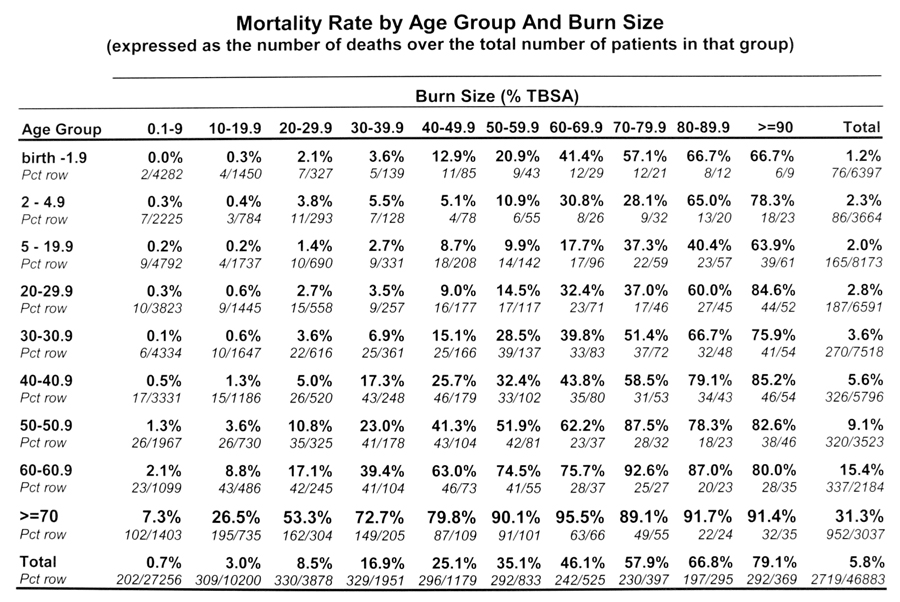 Mortality Rate by Age Group And Burn Size
(expressed as the number of deaths over the total number of patients in that group)
Burn Size (% TBSA)
Age Group 0.1-9 10-19.9 20-29.9 30-39.9 40-49.9 50-59.9 60-69.9 70-79.9 80-89.9 >=90 Total
birth -1.9 0.0% 0.3% 2.1% 3.6% 12.9% 20.9% 41.4% 57.1% 66.7% 66.7% 1.2%
Pct row 2/4282 4/1450 7/327 5/139 11/85 9/43 12/29 12/21 8/12 6/9 76/6397
2 - 4.9 0.3% 0.4% 3.8% 5.5% 5.1% 10.9% 30.8% 28.1% 65.0% 78.3% 2.3%
Pct row 7/2225 3/784 11/293 7/128 4/78 6/55 8/26 9/32 13/20 18/23 86/3664
5 - 19.9 0.2% 0.2% 1.4% 2.7% 8.7% 9.9% 17.7% 37.3% 40.4% 63.9% 2.0%
Pct row 9/4792 4/1737 10/690 9/331 18/208 14/142 17/96 22/59 23/57 39/61 165/8173
20-29.9 0.3% 0.6% 2.7% 3.5% 9.0% 14.5% 32.4% 37.0% 60.0% 84.6% 2.8%
Pct row 10/3823 9/1445 15/558 9/257 16/177 17/117 23/71 17/46 27/45 44/52 187/6591
30-30.9 0.1% 0.6% 3.6% 6.9% 15.1% 28.5% 39.8% 51.4% 66.7% 75.9% 3.6%
Pct row 6/4334 10/1647 22/616 25/361 25/166 39/137 33/83 37/72 32/48 41/54 270/7518
40-40.9 0.5% 1.3% 5.0% 17.3% 25.7% 32.4% 43.8% 58.5% 79.1% 85.2% 5.6%
Pct row 17/3331 15/1186 26/520 43/248 46/179 33/102 35/80 31/53 34/43 46/54 326/5796
50-50.9 1.3% 3.6% 10.8% 23.0% 41.3% 51.9% 62.2% 87.5% 78.3% 82.6% 9.1%
Pct row 26/1967 26/730 35/325 41/178 43/104 42/81 23/37 28/32 18/23 38/46 320/3523
60-60.9 2.1% 8.8% 17.1% 39.4% 63.0% 74.5% 75.7% 92.6% 87.0% 80.0% 15.4%
Pct row 23/1099 43/486 42/245 41/104 46/73 41/55 28/37 25/27 20/23 28/35 337/2184
>=70 7.3% 26.5% 53.3% 72.7% 79.8% 90.1% 95.5% 89.1% 91.7% 91.4% 31.3%
Pct row 102/1403 195/735 162/304 149/205 87/109 91/101 63/66 49/55 22/24 32/35 952/3037
Total 0.7% 3.0% 8.5% 16.9% 25.1% 35.1% 46.1% 57.9% 66.8% 79.1% 5.8%
Pct row 202/27256 309/10200 330/3878 329/1951 296/1179 292/833 242/525 230/397 197/295 292/369 2719/46883